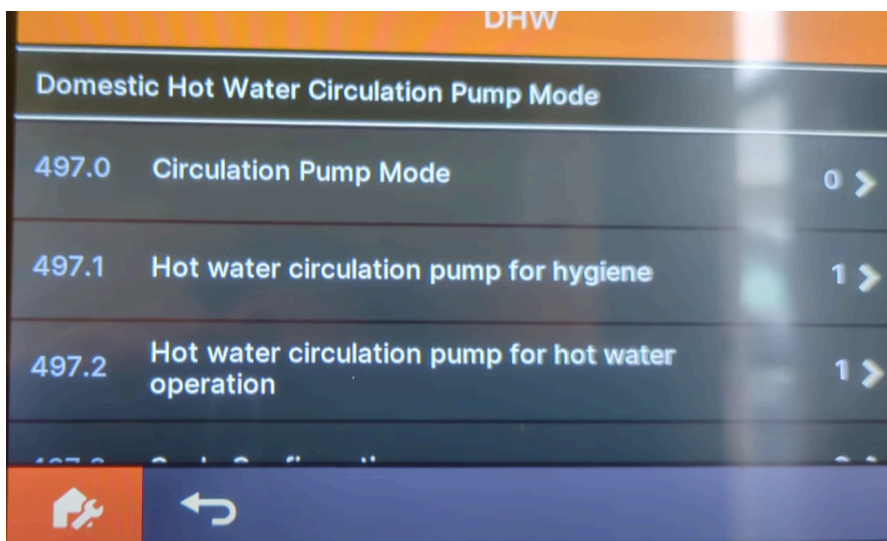 DHW
Domestic Hot Water Circulation Pump Mode
497.0 Circulation Pump Mode 0
497.1 Hot water circulation pump for hygiene 1
497.2 Hot water circulation pump for hot water operation 1